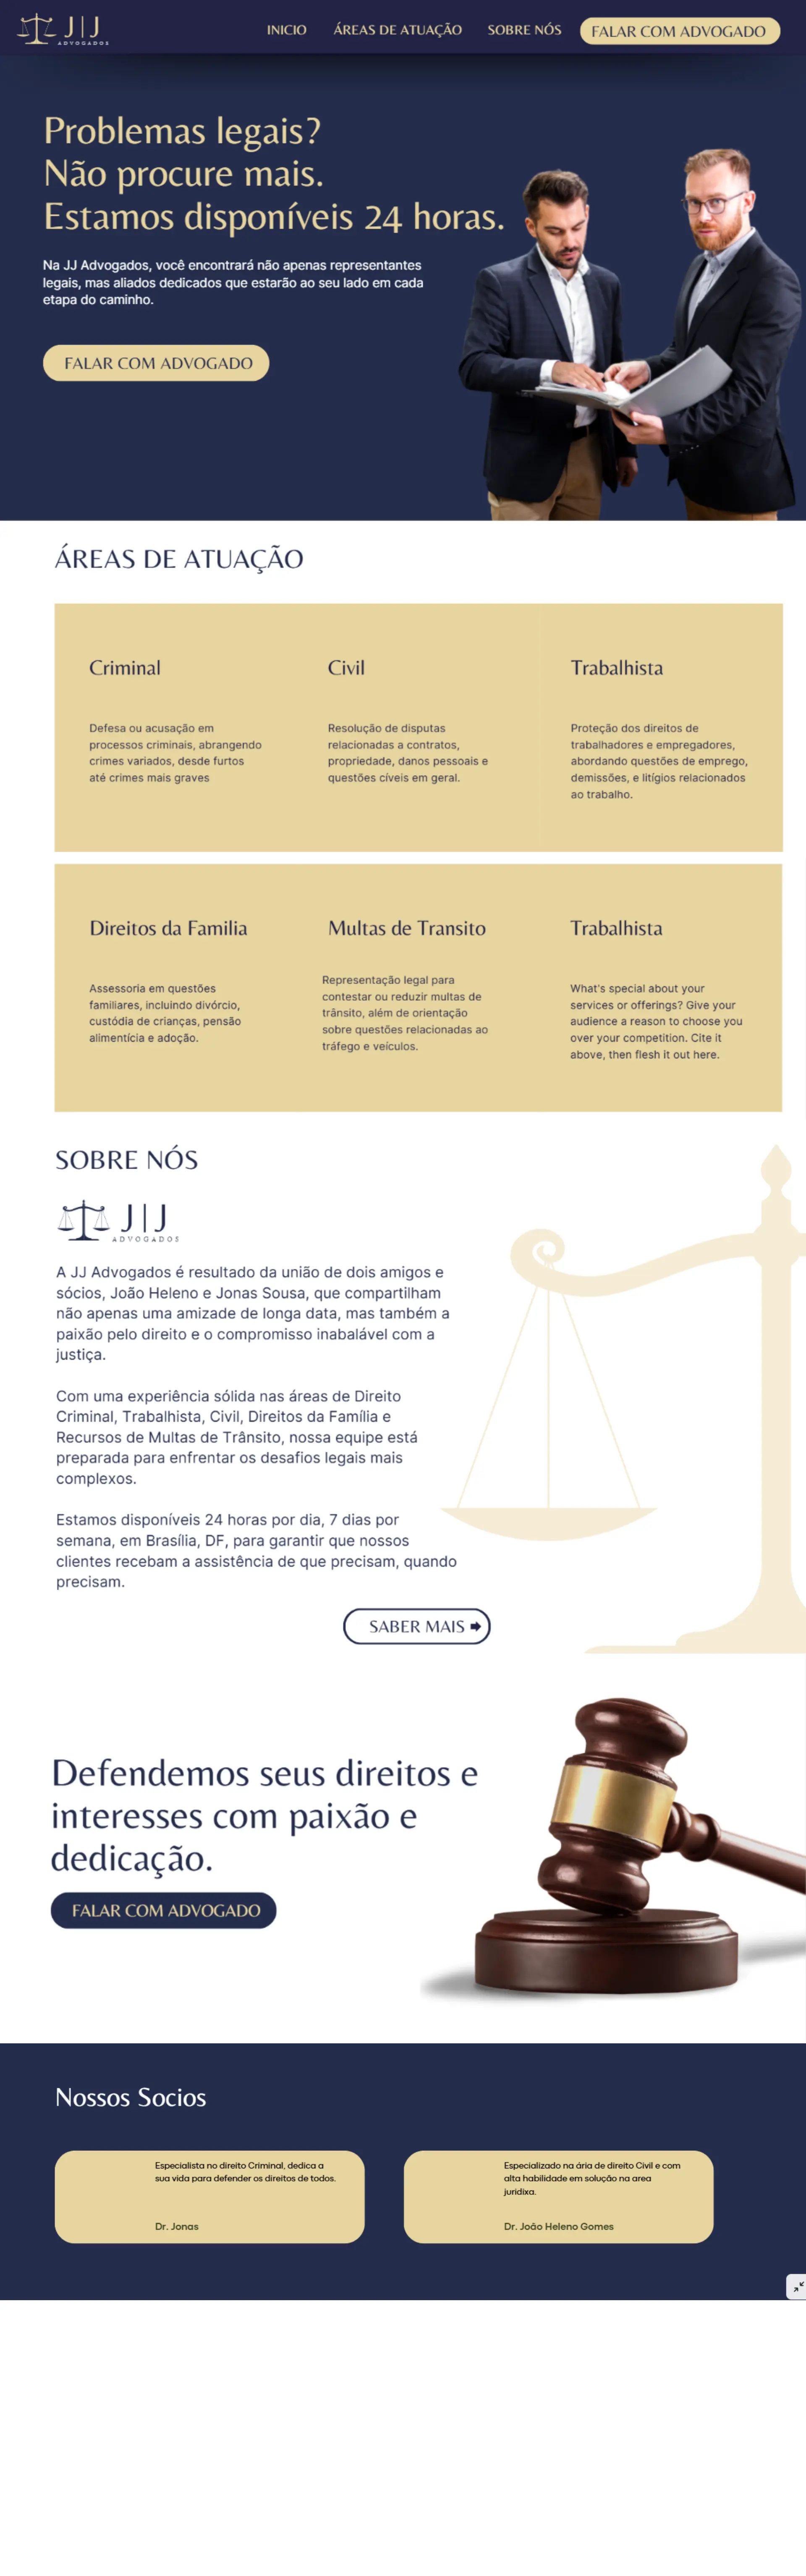 J|J
ADVOGADOS
INICIO ÁREAS DE ATUAÇÃO SOBRE NÓS FALAR COM ADVOGADO
Problemas legais?
Não procure mais.
Estamos disponíveis 24 horas.
Na JJ Advogados, você encontrará não apenas representantes
legais, mas aliados dedicados que estarão ao seu lado em cada
etapa do caminho.
FALAR COM ADVOGADO
ÁREAS DE ATUAÇÃO
Criminal
Defesa ou acusação em
processos criminais, abrangendo
crimes variados, desde furtos
até crimes mais graves
Civil
Resolução de disputas
relacionadas a contratos,
propriedade, danos pessoais e
questões cíveis em geral.
Trabalhista
Proteção dos direitos de
trabalhadores e empregadores,
abordando questões de emprego,
demissões, e litígios relacionados
ao trabalho.
Direitos da Familia
Assessoria em questões
familiares, incluindo divórcio,
custódia de crianças, pensão
alimentícia e adoção.
Multas de Transito
Representação legal para
contestar ou reduzir multas de
trânsito, além de orientação
sobre questões relacionadas ao
tráfego e veículos.
Trabalhista
What's special about your
services or offerings? Give your
audience a reason to choose you
over your competition. Cite it
above, then flesh it out here.
SOBRE NÓS
J|J
ADVOGADOS
A JJ Advogados é resultado da união de dois amigos e
sócios, João Heleno e Jonas Sousa, que compartilham
não apenas uma amizade de longa data, mas também a
paixão pelo direito e o compromisso inabalável com a
justiça.
Com uma experiência sólida nas áreas de Direito
Criminal, Trabalhista, Civil, Direitos da Família e
Recursos de Multas de Trânsito, nossa equipe está
preparada para enfrentar os desafios legais mais
complexos.
Estamos disponíveis 24 horas por dia, 7 dias por
semana, em Brasília, DF, para garantir que nossos
clientes recebam a assistência de que precisam, quando
precisam.
SABER MAIS
Defendemos seus direitos e
interesses com paixão e
dedicação.
FALAR COM ADVOGADO
Nossos Socios
Especialista no direito Criminal, dedica a
sua vida para defender os direitos de todos.
Dr. Jonas
Especializado na ária de direito Civil e com
alta habilidade em solução na area
juridixa.
Dr. João Heleno Gomes